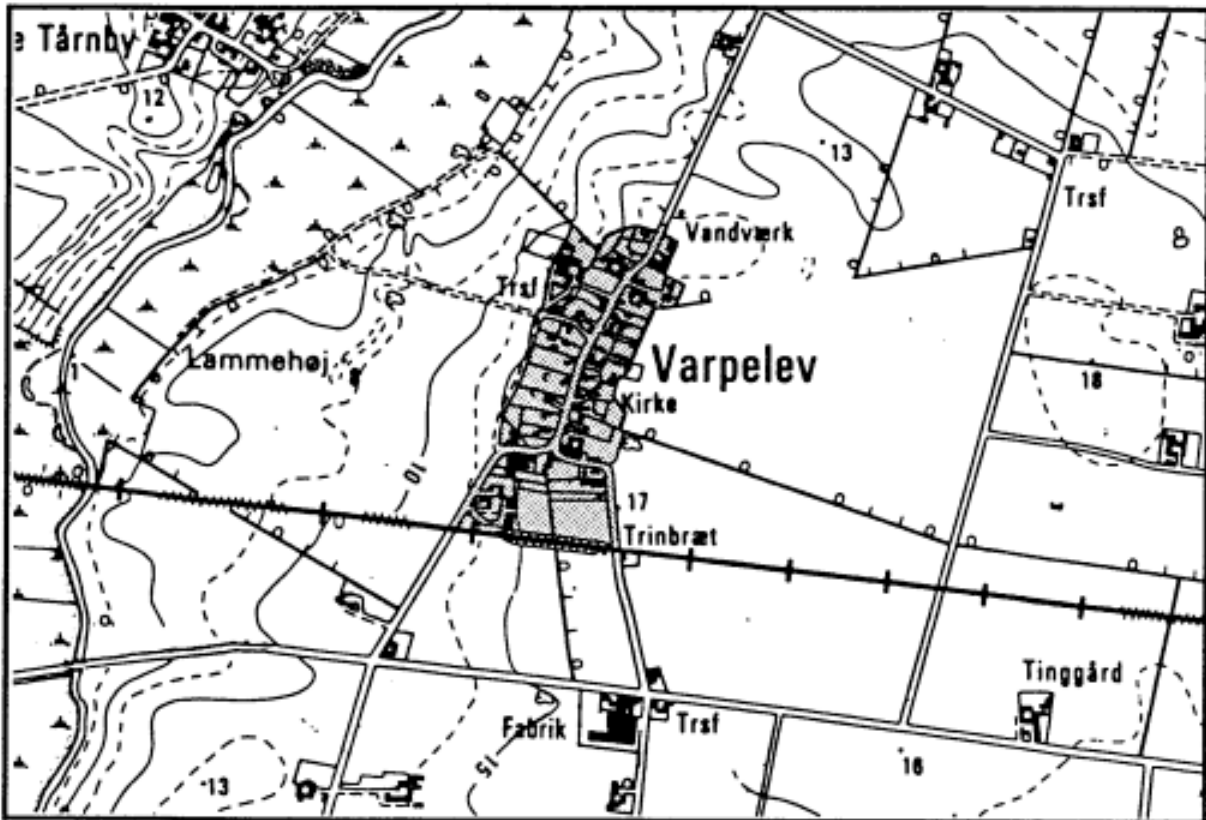 e Tårnby
12
13
Trsf
Vandværk
Trsf
Lammehøj
Varpelev
18
1
Kirke
10
17
Trinbræt
Tinggård
Fabrik
Trsf
15
16
13